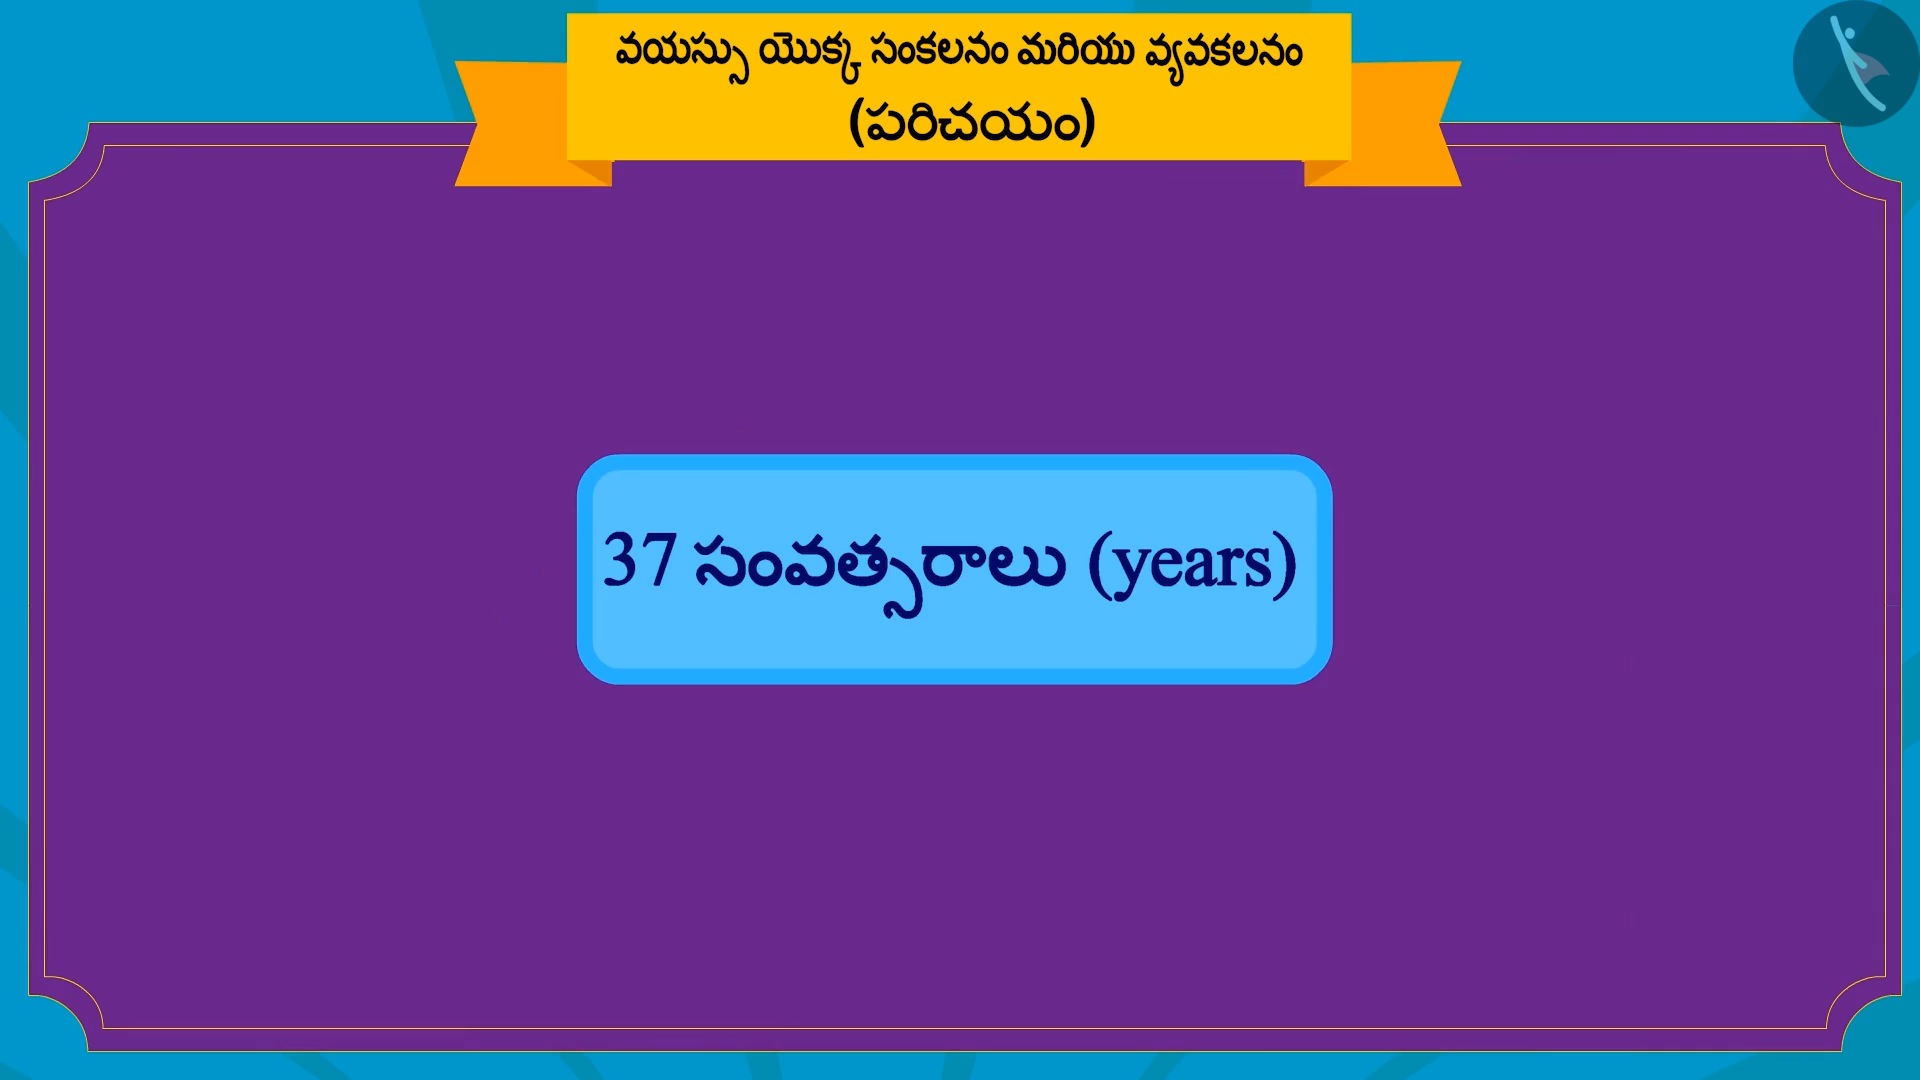 వయస్సు యొక్క సంకలనం మరియు వ్యవకలనం
(పరిచయం)
37 సంవత్సరాలు (years)